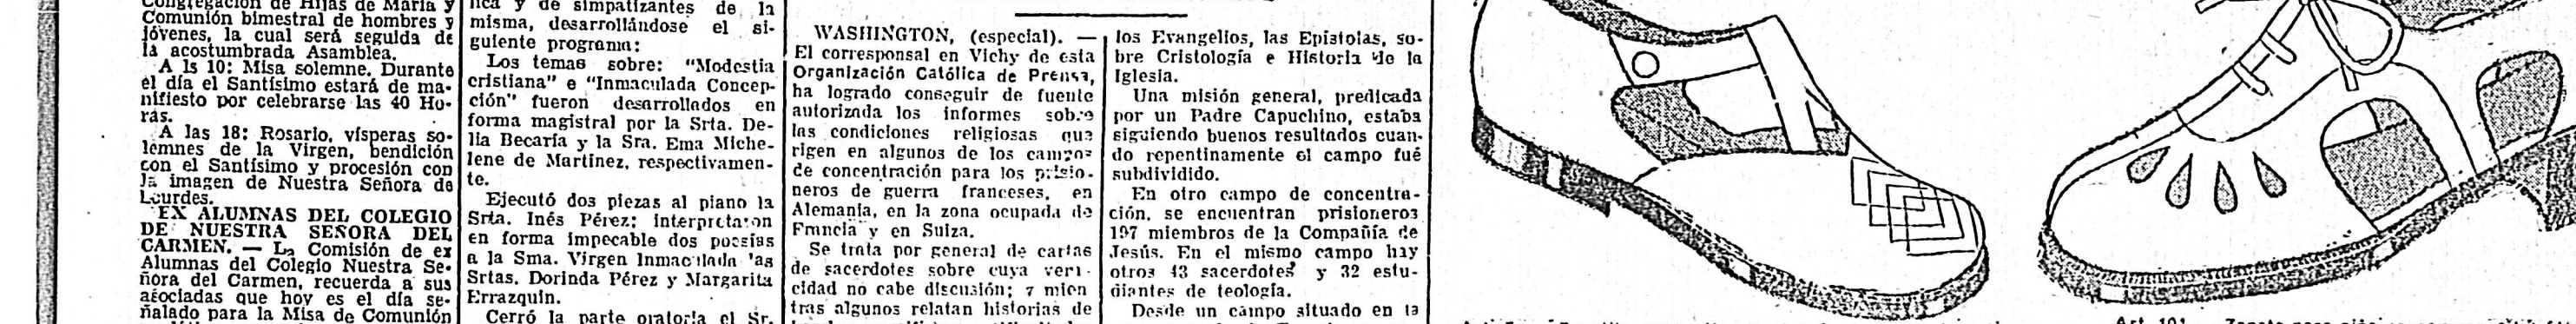 Congregación de Hijas de María y
Comunión bimestral de hombres y
jóvenes, la cual será seguida de
la acostumbrada Asamblea.
A ls 10: Misa solemne. Durante
el día el Santísimo estará de ma-
nifiesto por celebrarse las 40 Ho-
ras.
A las 18: Rosario, vísperas so-
lemnes de la Virgen, bendición
con el Santísimo y procesión con
la imagen de Nuestra Señora de
Lourdes.
EX ALUMNAS DEL COLEGIO
DE NUESTRA SEÑORA DEL
CARMEN. — La Comisión de ex
Alumnas del Colegio Nuestra Se-
ñora del Carmen, recuerda a sus
asociadas que hoy es el día se-
ñalado para la Misa de Comunión
lica y de simpatizantes de la
misma, desarrollándose el si-
guiente programa:
Los temas sobre: "Modestia
cristiana" e "Inmaculada Concep-
ción" fueron desarrollados en
forma magistral por la Srta. De-
lia Becaría y la Sra. Ema Miche-
lene de Martínez, respectivamen-
te.
Ejecutó dos piezas al piano la
Srta. Inés Pérez; interpretaron
en forma impecable dos poesías
a la Sma. Virgen Inmaculada las
Srtas. Dorinda Pérez y Margarita
Errazquin.
Cerró la parte oratoria el Sr.
WASHINGTON, (especial). —
El corresponsal en Vichy de esta
Organización Católica de Prensa,
ha logrado conseguir de fuente
autorizada los informes sobre
las condiciones religiosas que
rigen en algunos de los campos
de concentración para los prisio-
neros de guerra franceses, en
Alemania, en la zona ocupada de
Francia y en Suiza.
Se trata por general de cartas
de sacerdotes sobre cuya veri-
cidad no cabe discusión; y mien
tras algunos relatan historias de
los Evangelios, las Epístolas, so-
bre Cristología e Historia de la
Iglesia.
Una misión general, predicada
por un Padre Capuchino, estaba
siguiendo buenos resultados cuan-
do repentinamente el campo fué
subdividido.
En otro campo de concentra-
ción, se encuentran prisioneros
197 miembros de la Compañía de
Jesús. En el mismo campo hay
otros 43 sacerdotes y 32 estu-
diantes de teología.
Desde un campo situado en la
Art. 101